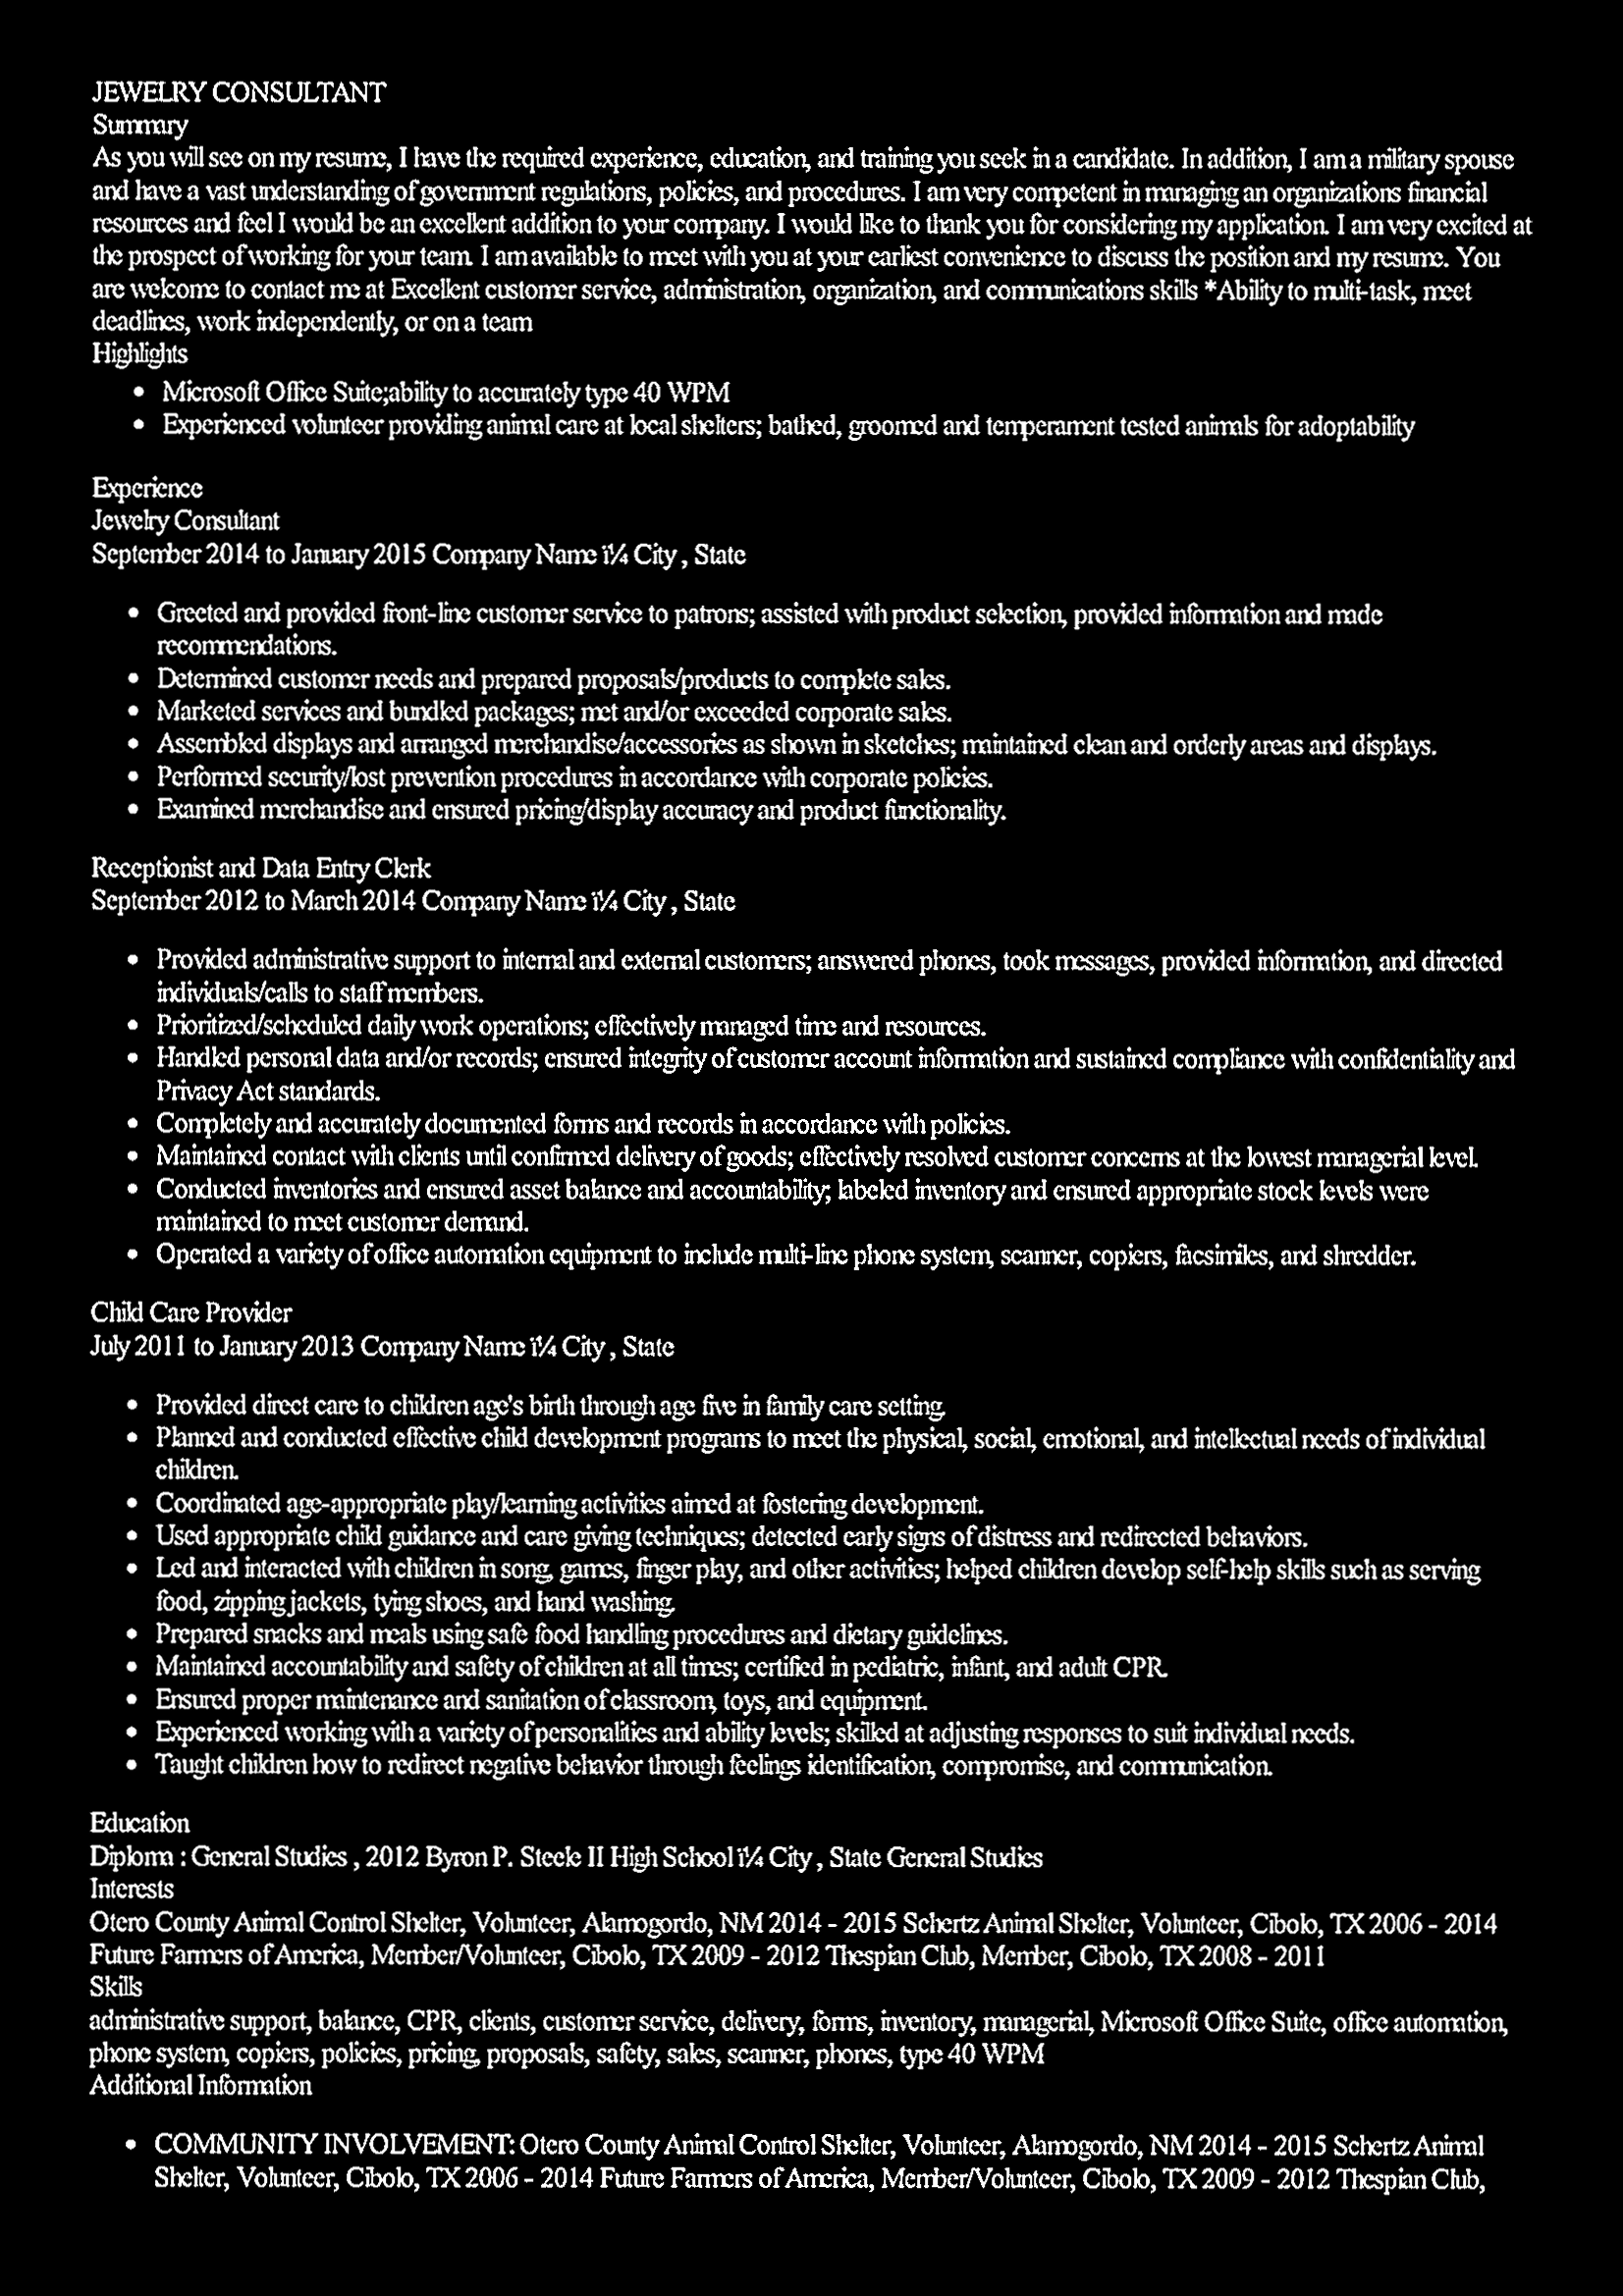 JEWELRY CONSULTANT
Summary
As you will see on my resume, I have the required experience, education, and training you seek in a candidate. In addition, I am a military spouse
and have a vast understanding of government regulations, policies, and procedures. I am very competent in managing an organizations financial
resources and feel I would be an excellent addition to your company. I would like to thank you for considering my application. I am very excited at
the prospect of working for your team. I am available to meet with you at your earliest convenience to discuss the position and my resume. You
are welcome to contact me at Excellent customer service, administration, organization, and communications skills *Ability to multi-task, meet
deadlines, work independently, or on a team
Highlights
• Microsoft Office Suite;ability to accurately type 40 WPM
• Experienced volunteer providing animal care at local shelters; bathed, groomed and temperament tested animals for adoptability
Experience
Jewelry Consultant
September 2014 to January 2015 Company Name ï¼ City , State
• Greeted and provided front-line customer service to patrons; assisted with product selection, provided information and made
recommendations.
• Determined customer needs and prepared proposals/products to complete sales.
• Marketed services and bundled packages; met and/or exceeded corporate sales.
• Assembled displays and arranged merchandise/accessories as shown in sketches; maintained clean and orderly areas and displays.
• Performed security/lost prevention procedures in accordance with corporate policies.
• Examined merchandise and ensured pricing/display accuracy and product functionality.
Receptionist and Data Entry Clerk
September 2012 to March 2014 Company Name ï¼ City , State
• Provided administrative support to internal and external customers; answered phones, took messages, provided information, and directed
individuals/calls to staff members.
• Prioritized/scheduled daily work operations; effectively managed time and resources.
• Handled personal data and/or records; ensured integrity of customer account information and sustained compliance with confidentiality and
Privacy Act standards.
• Completely and accurately documented forms and records in accordance with policies.
• Maintained contact with clients until confirmed delivery of goods; effectively resolved customer concerns at the lowest managerial level.
• Conducted inventories and ensured asset balance and accountability; labeled inventory and ensured appropriate stock levels were
maintained to meet customer demand.
• Operated a variety of office automation equipment to include multi-line phone system, scanner, copiers, facsimiles, and shredder.
Child Care Provider
July 2011 to January 2013 Company Name ï¼ City , State
• Provided direct care to children age's birth through age five in family care setting.
• Planned and conducted effective child development programs to meet the physical, social, emotional, and intellectual needs of individual
children.
• Coordinated age-appropriate play/learning activities aimed at fostering development.
• Used appropriate child guidance and care giving techniques; detected early signs of distress and redirected behaviors.
• Led and interacted with children in song, games, finger play, and other activities; helped children develop self-help skills such as serving
food, zipping jackets, tying shoes, and hand washing.
• Prepared snacks and meals using safe food handling procedures and dietary guidelines.
• Maintained accountability and safety of children at all times; certified in pediatric, infant, and adult CPR.
• Ensured proper maintenance and sanitation of classroom, toys, and equipment.
• Experienced working with a variety of personalities and ability levels; skilled at adjusting responses to suit individual needs.
• Taught children how to redirect negative behavior through feelings identification, compromise, and communication.
Education
Diploma : General Studies , 2012 Byron P. Steele II High School ï¼ City , State General Studies
Interests
Otero County Animal Control Shelter, Volunteer, Alamogordo, NM 2014 - 2015 Schertz Animal Shelter, Volunteer, Cibolo, TX 2006 - 2014
Future Farmers of America, Member/Volunteer, Cibolo, TX 2009 - 2012 Thespian Club, Member, Cibolo, TX 2008 - 2011
Skills
administrative support, balance, CPR, clients, customer service, delivery, forms, inventory, managerial, Microsoft Office Suite, office automation,
phone system, copiers, policies, pricing, proposals, safety, sales, scanner, phones, type 40 WPM
Additional Information
• COMMUNITY INVOLVEMENT: Otero County Animal Control Shelter, Volunteer, Alamogordo, NM 2014 - 2015 Schertz Animal
Shelter, Volunteer, Cibolo, TX 2006 - 2014 Future Farmers of America, Member/Volunteer, Cibolo, TX 2009 - 2012 Thespian Club,